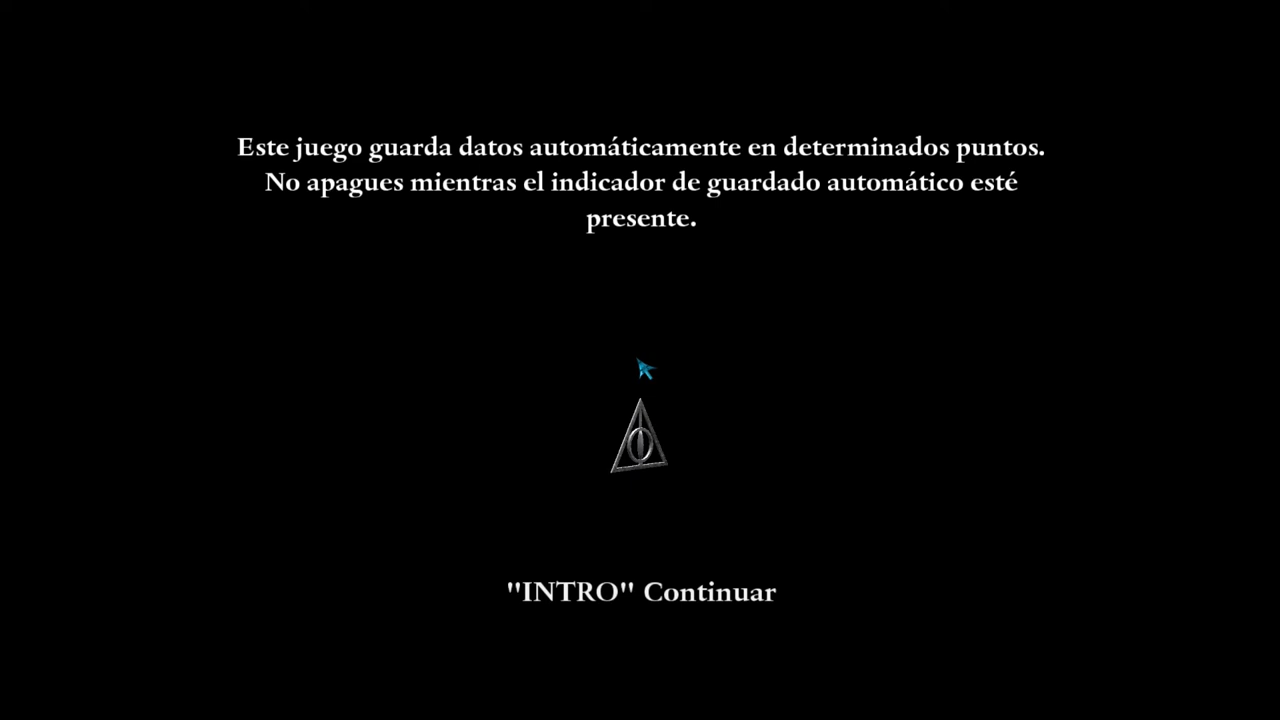 Este juego guarda datos automáticamente en determinados puntos.
No apagues mientras el indicador de guardado automático esté
presente.
"INTRO" Continuar